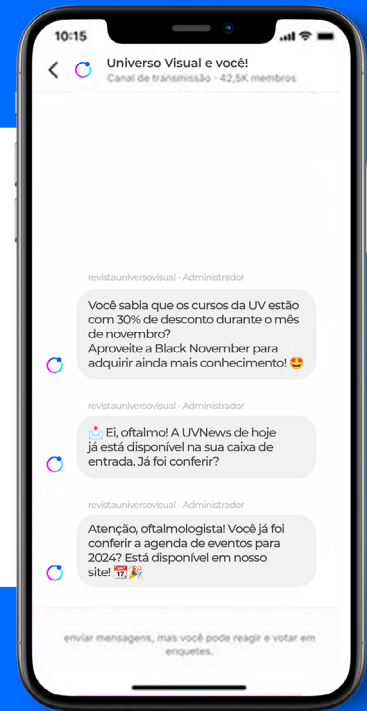 10:15
Universo Visual e você!
Canal de transmissão - 42,5K membros
revistauniversovisual - Administrador
Você sabia que os cursos da UV estão
com 30% de desconto durante o mês
de novembro?
Aproveite a Black November para
adquirir ainda mais conhecimento! 🤩
revistauniversovisual - Administrador
📩 Ei, oftalmo! A UVNews de hoje
já está disponível na sua caixa de
entrada. Já foi conferir?
revistauniversovisual - Administrador
Atenção, oftalmologista! Você já foi
conferir a agenda de eventos para
2024? Está disponível em nosso
site! 📆🎉
enviar mensagens, mas você pode reagir e votar em
enquetes.